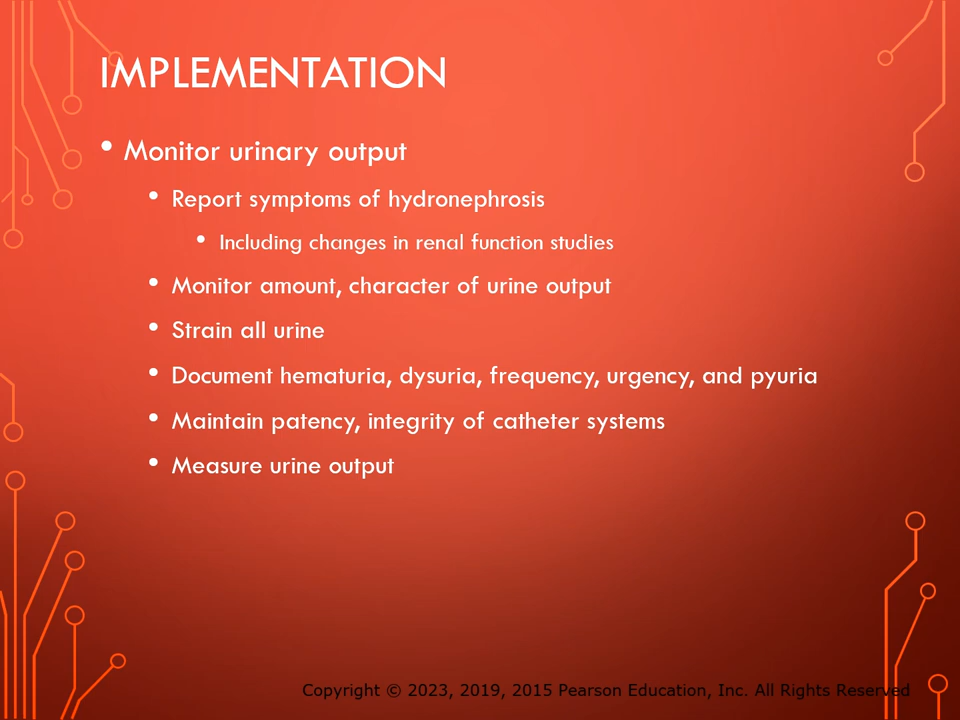 IMPLEMENTATION
• Monitor urinary output
• Report symptoms of hydronephrosis
• Including changes in renal function studies
• Monitor amount, character of urine output
• Strain all urine
• Document hematuria, dysuria, frequency, urgency, and pyuria
• Maintain patency, integrity of catheter systems
• Measure urine output
Copyright © 2023, 2019, 2015 Pearson Education, Inc. All Rights Reserved